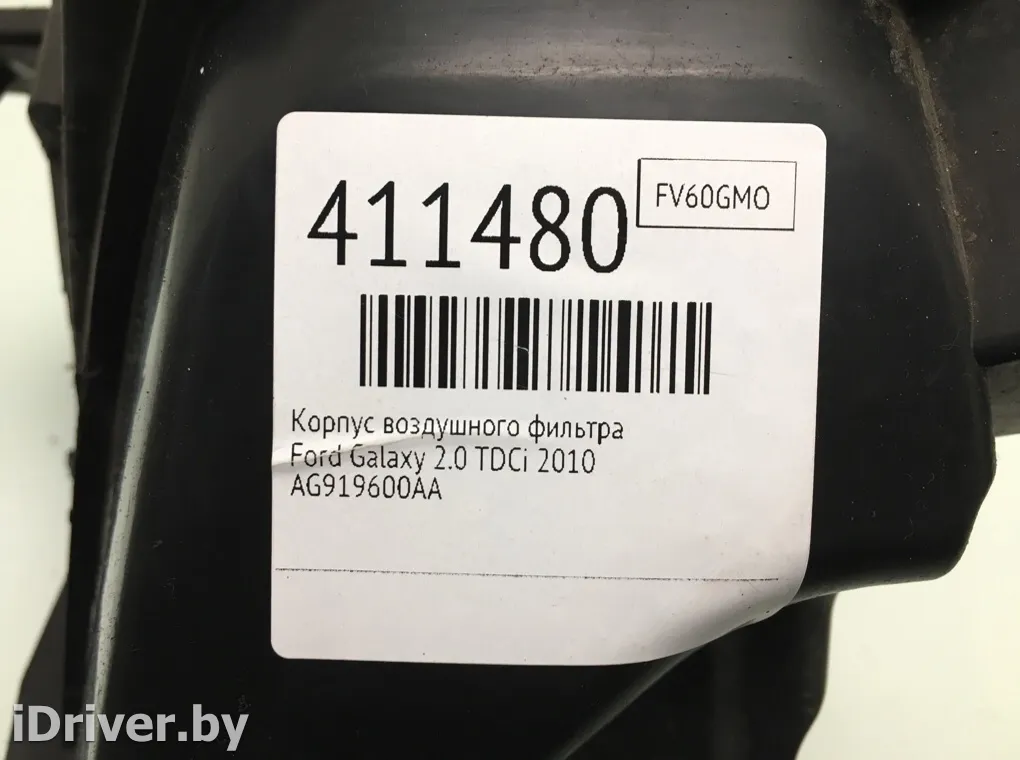 411480
FV60GMO
Корпус воздушного фильтра
Ford Galaxy 2.0 TDCi 2010
AG919600AA
iDriver.by